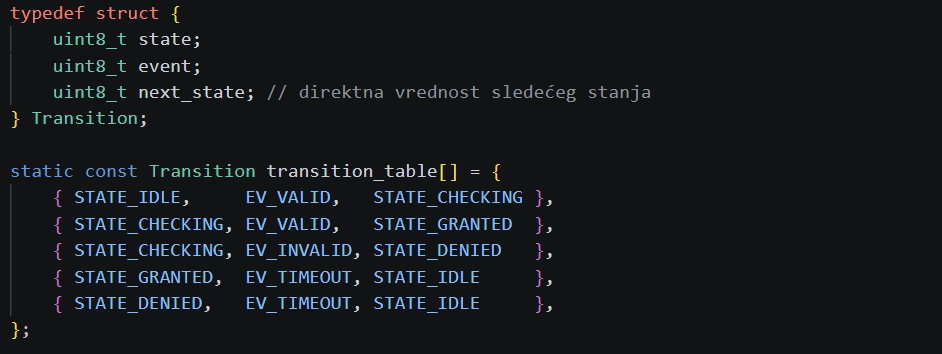 typedef struct {
    uint8_t state;
    uint8_t event;
    uint8_t next_state; // direktna vrednost sledećeg stanja
} Transition;

static const Transition transition_table[] = {
    { STATE_IDLE,     EV_VALID,   STATE_CHECKING },
    { STATE_CHECKING, EV_VALID,   STATE_GRANTED  },
    { STATE_CHECKING, EV_INVALID, STATE_DENIED   },
    { STATE_GRANTED,  EV_TIMEOUT, STATE_IDLE     },
    { STATE_DENIED,   EV_TIMEOUT, STATE_IDLE     },
};